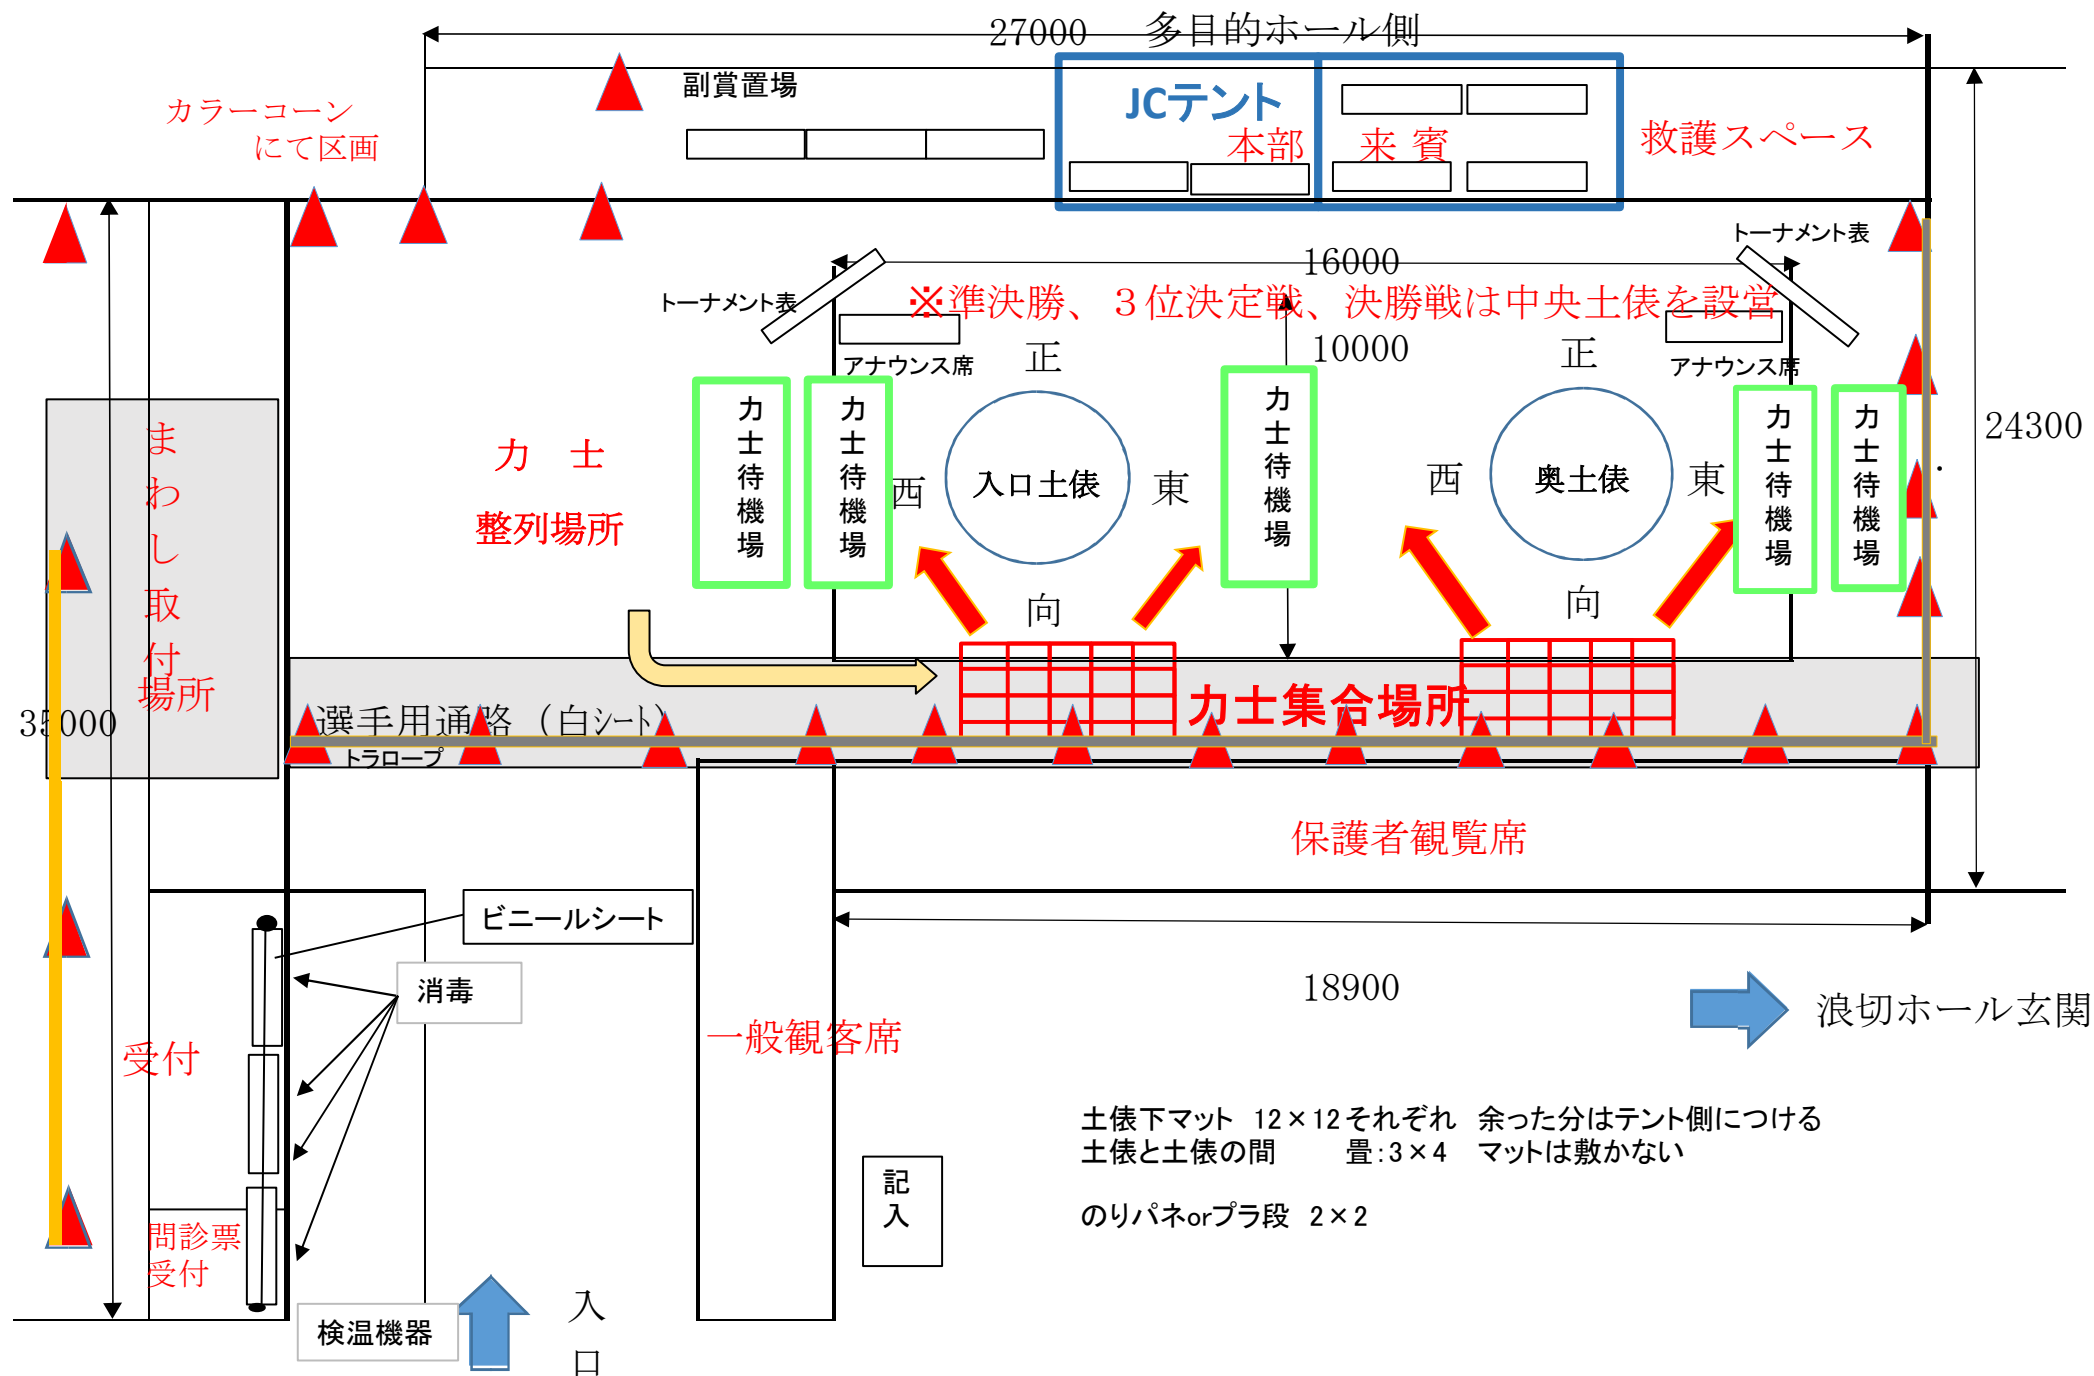 27000
多目的ホール側
副賞置場
JCテント
カラーコーン
にて区画
本部
来 賓
救護スペース
トーナメント表
16000
トーナメント表
※準決勝、３位決定戦、決勝戦は中央土俵を設営
10000
アナウンス席
正
正
アナウンス席
力士待機場
力士待機場
力士待機場
力士待機場
力士待機場
24300
まわし取付
場所
力　士
整列場所
西
入口土俵
東
西
奥土俵
東
.
向
向
力士集合場所
35000
選手用通路（白シート）
トラロープ
保護者観覧席
ビニールシート
消毒
18900
浪切ホール玄関
受付
一般観客席
土俵下マット　12×12それぞれ　余った分はテント側につける
土俵と土俵の間　　　畳：3×4　マットは敷かない
記入
のりパネorプラ段　2×2
問診票
受付
検温機器
入口